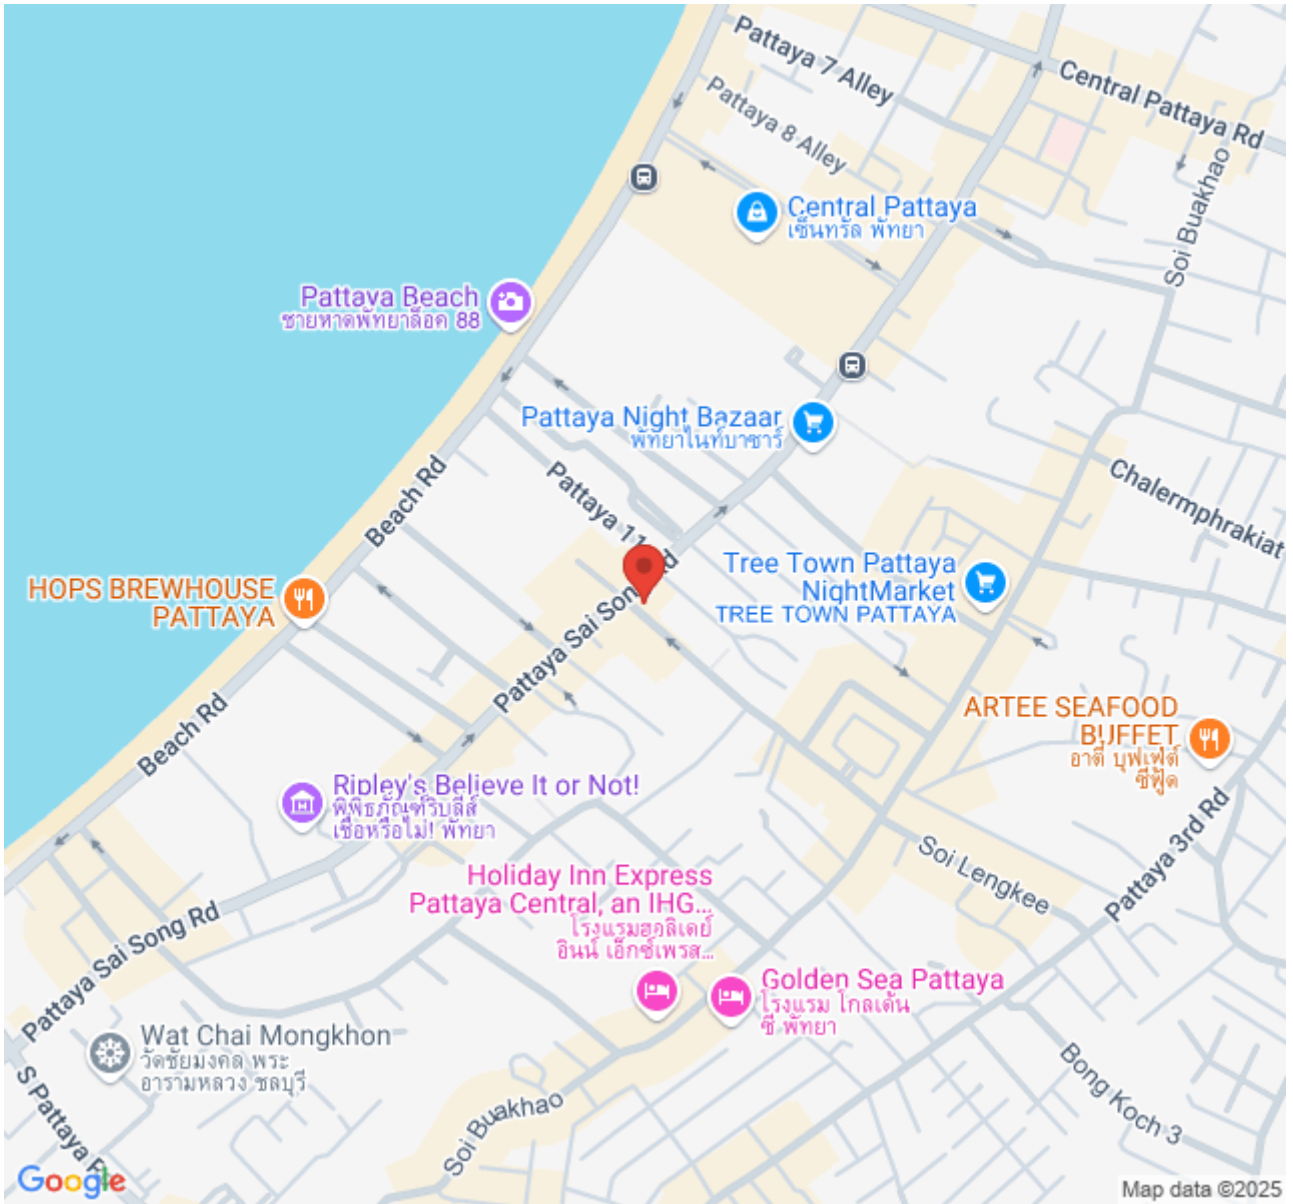 Pattaya 7 Alley
Central Pattaya Rd
Pattaya 8 Alley
Soi Buakhao
Central Pattaya
เซ็นทรัล พัทยา
Pattaya Beach
ชายหาดพัทยาล็อค 88
Pattaya Night Bazaar
พัทยาไนท์บาซาร์
Beach Rd
Pattaya 11
Chalermphrakiat
Tree Town Pattaya
NightMarket
TREE TOWN PATTAYA
HOPS BREWHOUSE
PATTAYA
Pattaya Sai Song Rd
Beach Rd
ARTEE SEAFOOD
BUFFET
อาตี๋ บุฟเฟ่ต์
ซีฟู้ด
Ripley's Believe It or Not!
พิพิธภัณฑ์ริบลีส์
เชื่อหรือไม่! พัทยา
Pattaya 3rd Rd
Soi Lengkee
Holiday Inn Express
Pattaya Central, an IHG...
โรงแรมฮอลิเดย์
อินน์ เอ็กซ์เพรส...
Pattaya Sai Song Rd
Golden Sea Pattaya
โรงแรม โกลเด้น
ซี พัทยา
Wat Chai Mongkhon
วัดชัยมงคล พระ
อารามหลวง ชลบุรี
S Pattaya R
Soi Buakhao
Bong Koch 3
Google
Map data ©2025